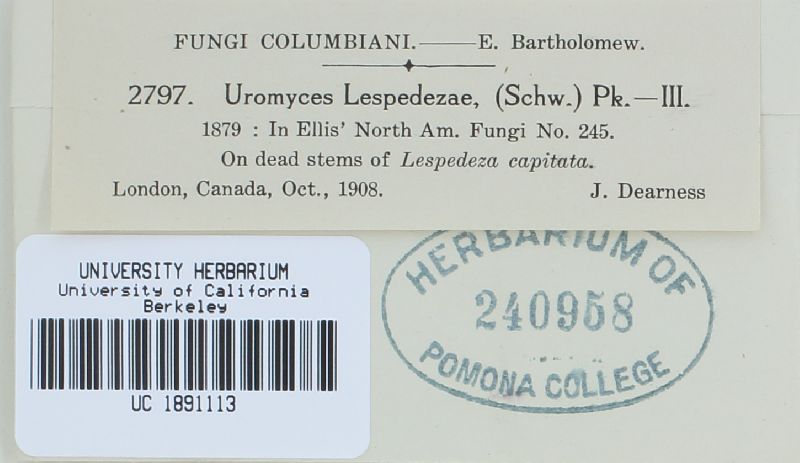 FUNGI COLUMBIANI.——E. Bartholomew.
2797. Uromyces Lespedezae, (Schw.) Pk.—III.
1879 : In Ellis' North Am. Fungi No. 245.
On dead stems of Lespedeza capitata.
London, Canada, Oct., 1908. J. Dearness
UNIVERSITY HERBARIUM
University of California
Berkeley
UC 1891113
HERBARIUM OF
240958
POMONA COLLEGE